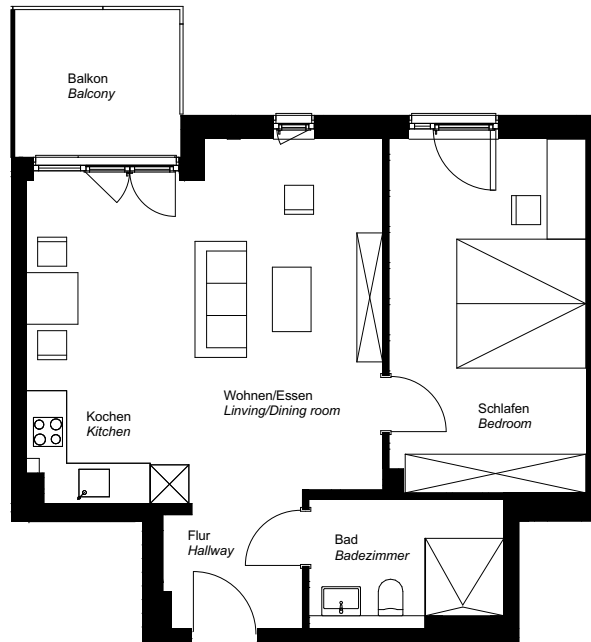 Balkon
Balcony
Wohnen/Essen
Linving/Dining room
Kochen
Kitchen
Schlafen
Bedroom
Flur
Hallway
Bad
Badezimmer